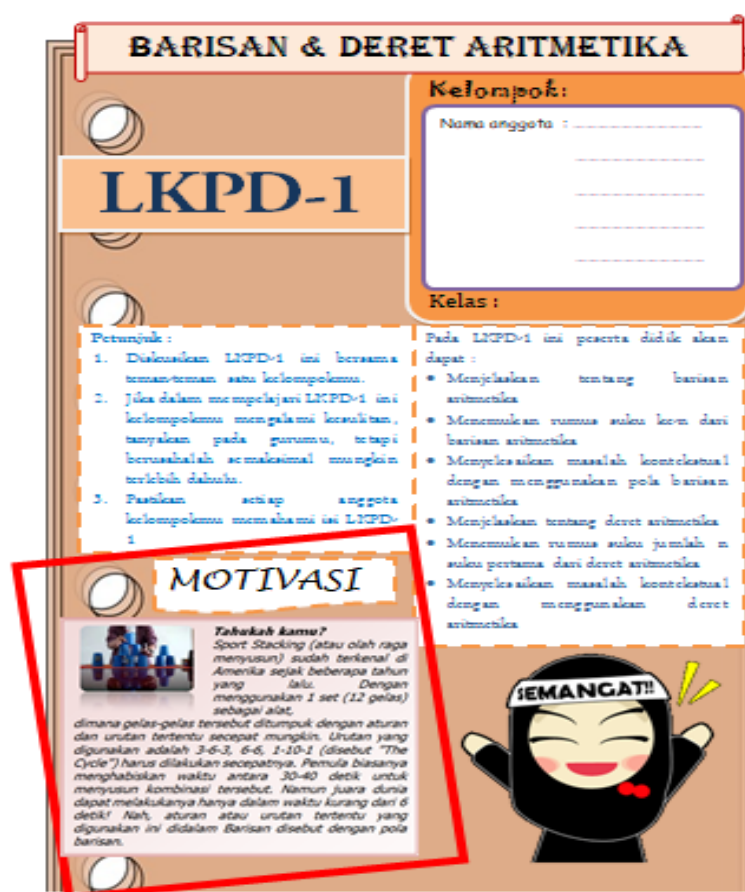 BARISAN & DERET ARITMETIKA
Kelompok:
Nama anggota :
LKPD-1
Kelas :
Petunjuk :
1. Diskusikan LKPD-1 ini bersama
teman-teman satu kelompokmu.
2. Jika dalam mempelajari LKPD-1 ini
kelompokmu mengalami kesulitan,
tanyakan pada gurumu, tetapi
berusahalah semaksimal mungkin
terlebih dahulu.
3. Pastikan setiap anggota
kelompokmu memahami isi LKPD-
1
Pada LKPD-1 ini peserta didik akan
dapat :
• Menjelaskan tentang barisan
aritmetika
• Menemukan rumus suku ke-n dari
barisan aritmetika
• Menyelesaikan masalah kontekstual
dengan menggunakan pola barisan
aritmetika
• Menjelaskan tentang deret aritmetika
• Menemukan rumus suku jumlah n
suku pertama dari deret aritmetika
• Menyelesaikan masalah kontekstual
dengan menggunakan deret
aritmetika
MOTIVASI
Tahukah kamu?
Sport Stacking (atau olah raga
menyusun) sudah terkenal di
Amerika sejak beberapa tahun
yang lalu. Dengan
menggunakan 1 set (12 gelas)
sebagai alat,
dimana gelas-gelas tersebut ditumpuk dengan aturan
dan urutan tertentu secepat mungkin. Urutan yang
digunakan adalah 3-6-3, 6-6, 1-10-1 (disebut "The
Cycle") harus dilakukan secepatnya. Pemula biasanya
menghabiskan waktu antara 30-40 detik untuk
menyusun kombinasi tersebut. Namun juara dunia
dapat melakukanya hanya dalam waktu kurang dari 6
detik! Nah, aturan atau urutan tertentu yang
digunakan ini didalam Barisan disebut dengan pola
barisan.
SEMANGAT!!